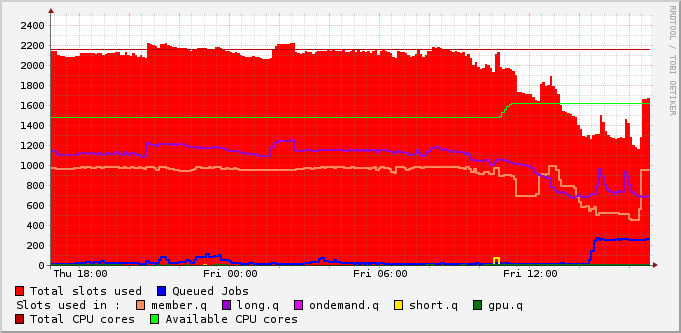 2400
2200
2000
1800
1600
1400
1200
1000
800
600
400
200
0
Thu 18:00 Fri 00:00 Fri 06:00 Fri 12:00
Total slots used Queued Jobs
Slots used in : member.q long.q ondemand.q short.q gpu.q
Total CPU cores Available CPU cores
RRDTOOL / TOBI OETIKER